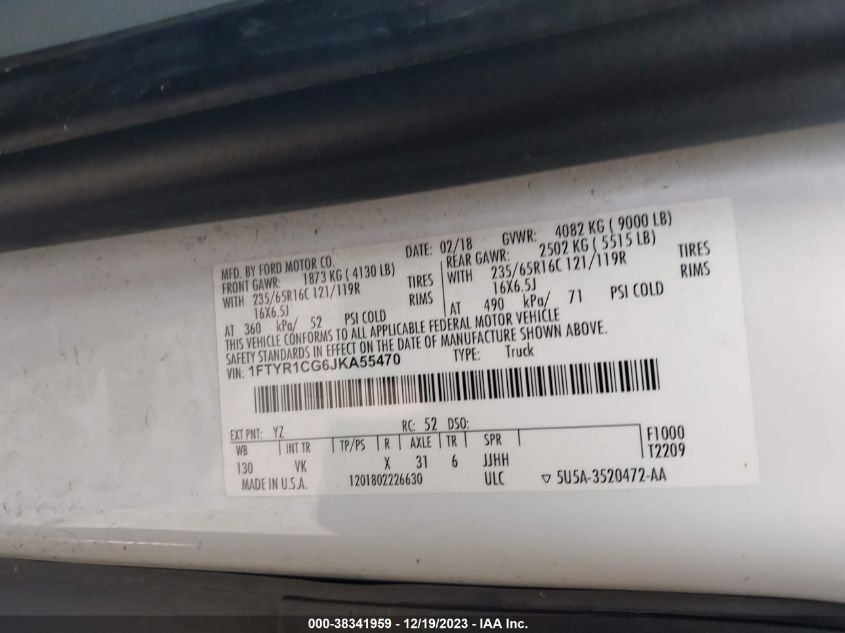 MFD. BY FORD MOTOR CO. DATE: 02/18 GVWR: 4082 KG ( 9000 LB)
FRONT GAWR: 1873 KG ( 4130 LB) REAR GAWR: 2502 KG ( 5515 LB)
WITH 235/65R16C 121/119R TIRES WITH 235/65R16C 121/119R TIRES
16X6.5J RIMS 16X6.5J RIMS
AT 360 kPa/ 52 PSI COLD AT 490 kPa/ 71 PSI COLD
THIS VEHICLE CONFORMS TO ALL APPLICABLE FEDERAL MOTOR VEHICLE
SAFETY STANDARDS IN EFFECT ON THE DATE OF MANUFACTURE SHOWN ABOVE.
VIN: 1FTYR1CG6JKA55470 TYPE: Truck
EXT PNT: YZ RC: 52 DSO:
WB INT TR TP/PS R AXLE TR SPR F1000
130 VK X 31 6 JJHH T2209
MADE IN U.S.A. 1201802226630 ULC ▽ 5U5A-3520472-AA
000-38341959 - 12/19/2023 - IAAI Inc.